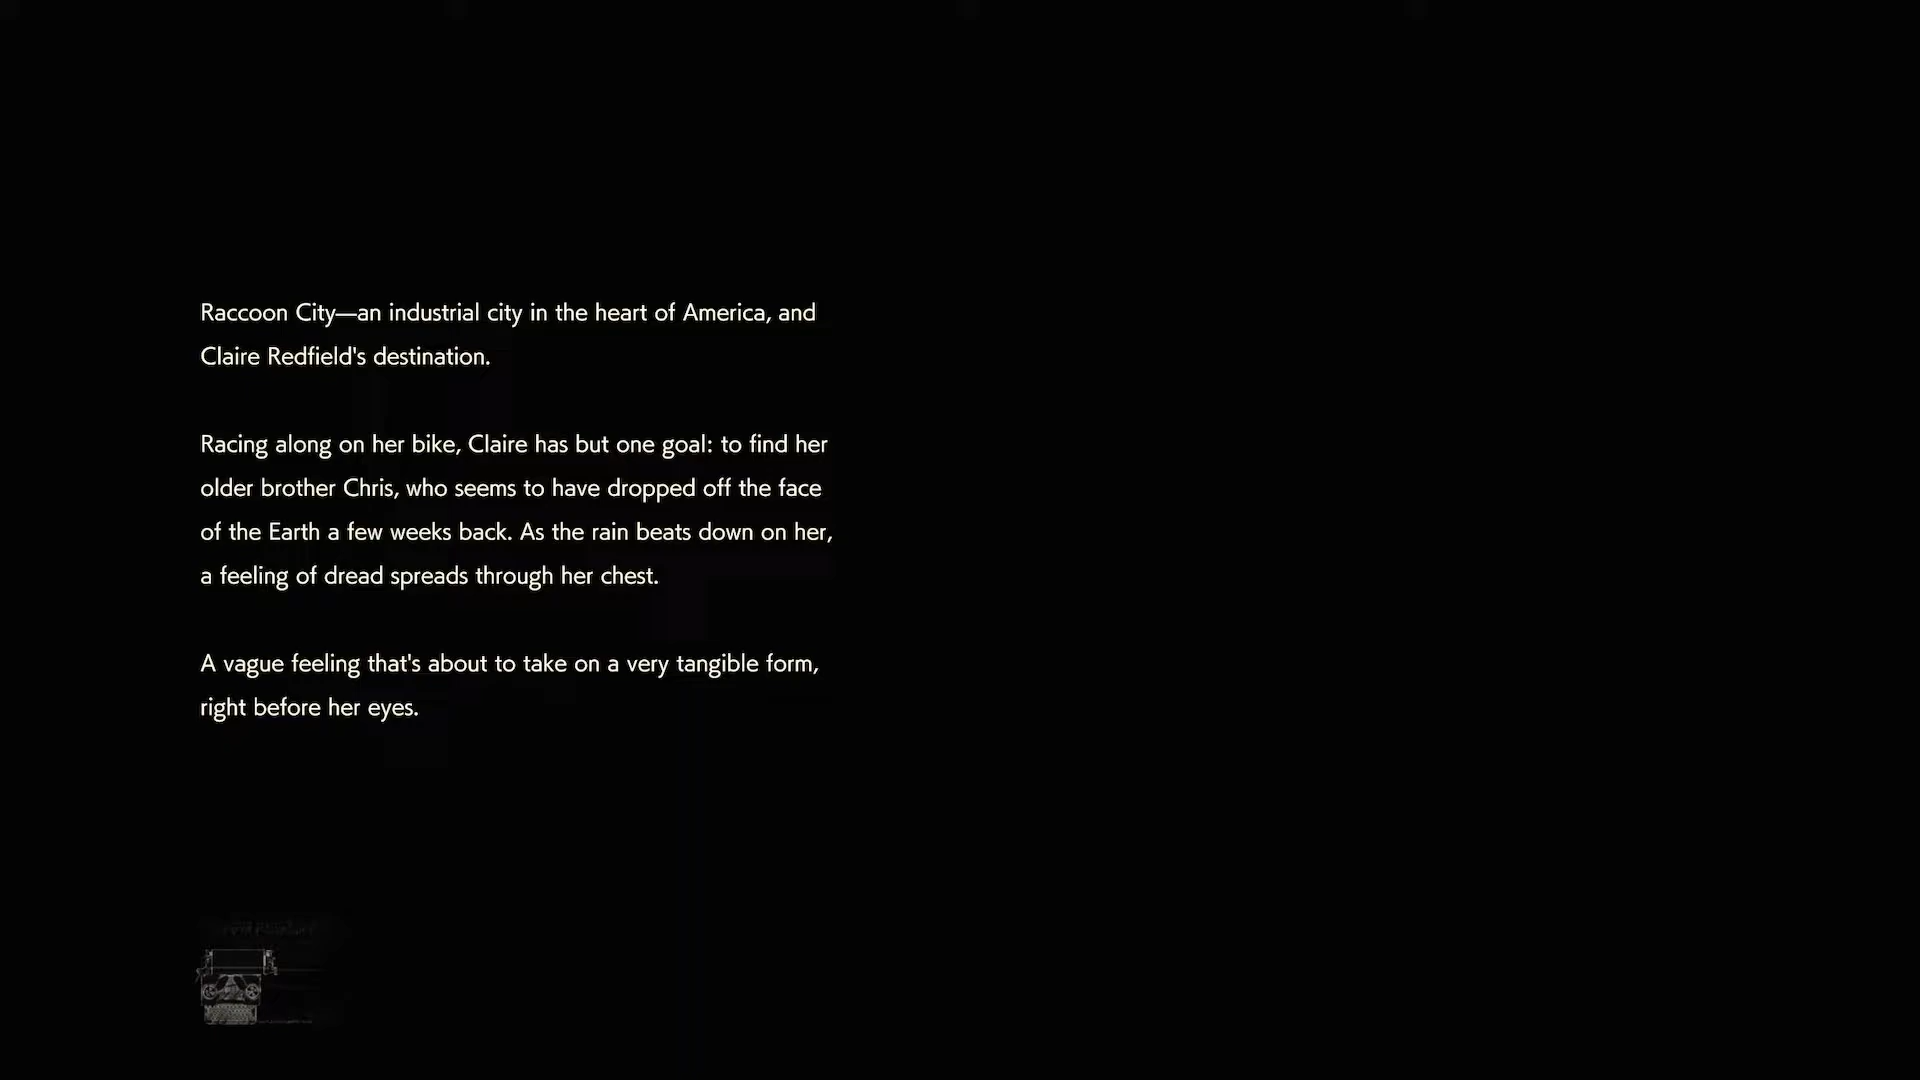 Raccoon City—an industrial city in the heart of America, and
Claire Redfield's destination.
Racing along on her bike, Claire has but one goal: to find her
older brother Chris, who seems to have dropped off the face
of the Earth a few weeks back. As the rain beats down on her,
a feeling of dread spreads through her chest.
A vague feeling that's about to take on a very tangible form,
right before her eyes.